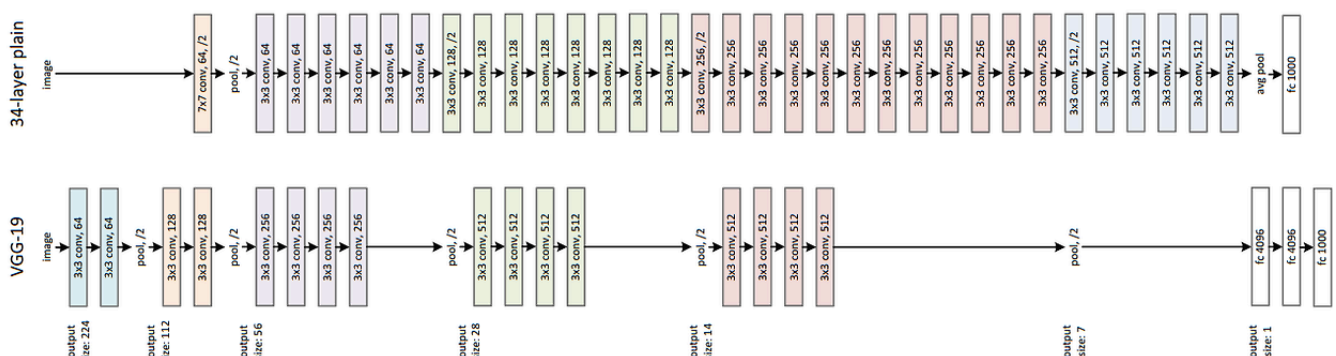 34-layer plain
image
7x7 conv, 64, /2
pool, /2
3x3 conv, 64
3x3 conv, 64
3x3 conv, 64
3x3 conv, 64
3x3 conv, 64
3x3 conv, 64
3x3 conv, 128, /2
3x3 conv, 128
3x3 conv, 128
3x3 conv, 128
3x3 conv, 128
3x3 conv, 128
3x3 conv, 128
3x3 conv, 128
3x3 conv, 256, /2
3x3 conv, 256
3x3 conv, 256
3x3 conv, 256
3x3 conv, 256
3x3 conv, 256
3x3 conv, 256
3x3 conv, 256
3x3 conv, 256
3x3 conv, 256
3x3 conv, 256
3x3 conv, 256
3x3 conv, 512, /2
3x3 conv, 512
3x3 conv, 512
3x3 conv, 512
3x3 conv, 512
3x3 conv, 512
avg pool
fc 1000
VGG-19
image
3x3 conv, 64
3x3 conv, 64
pool, /2
3x3 conv, 128
3x3 conv, 128
pool, /2
3x3 conv, 256
3x3 conv, 256
3x3 conv, 256
3x3 conv, 256
pool, /2
3x3 conv, 512
3x3 conv, 512
3x3 conv, 512
3x3 conv, 512
pool, /2
3x3 conv, 512
3x3 conv, 512
3x3 conv, 512
3x3 conv, 512
pool, /2
fc 4096
fc 4096
fc 1000
output
size: 224
output
size: 112
output
size: 56
output
size: 28
output
size: 14
output
size: 7
output
size: 1